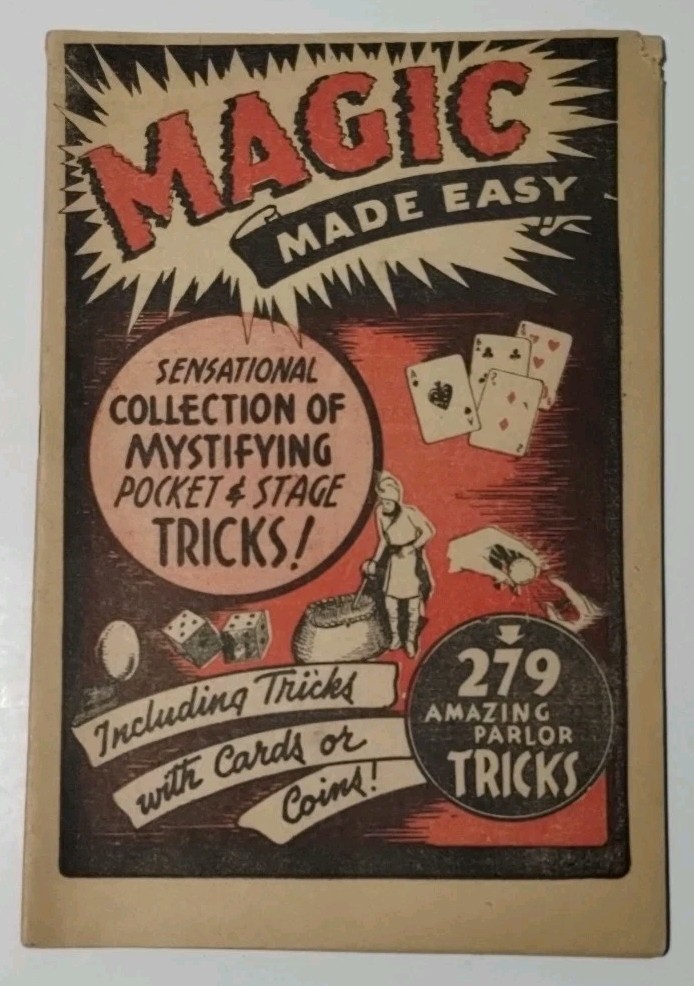 MAGIC
MADE EASY
SENSATIONAL
COLLECTION OF
MYSTIFYING
POCKET & STAGE
TRICKS!
279
AMAZING
PARLOR
TRICKS
Including Tricks
with Cards or
Coins!